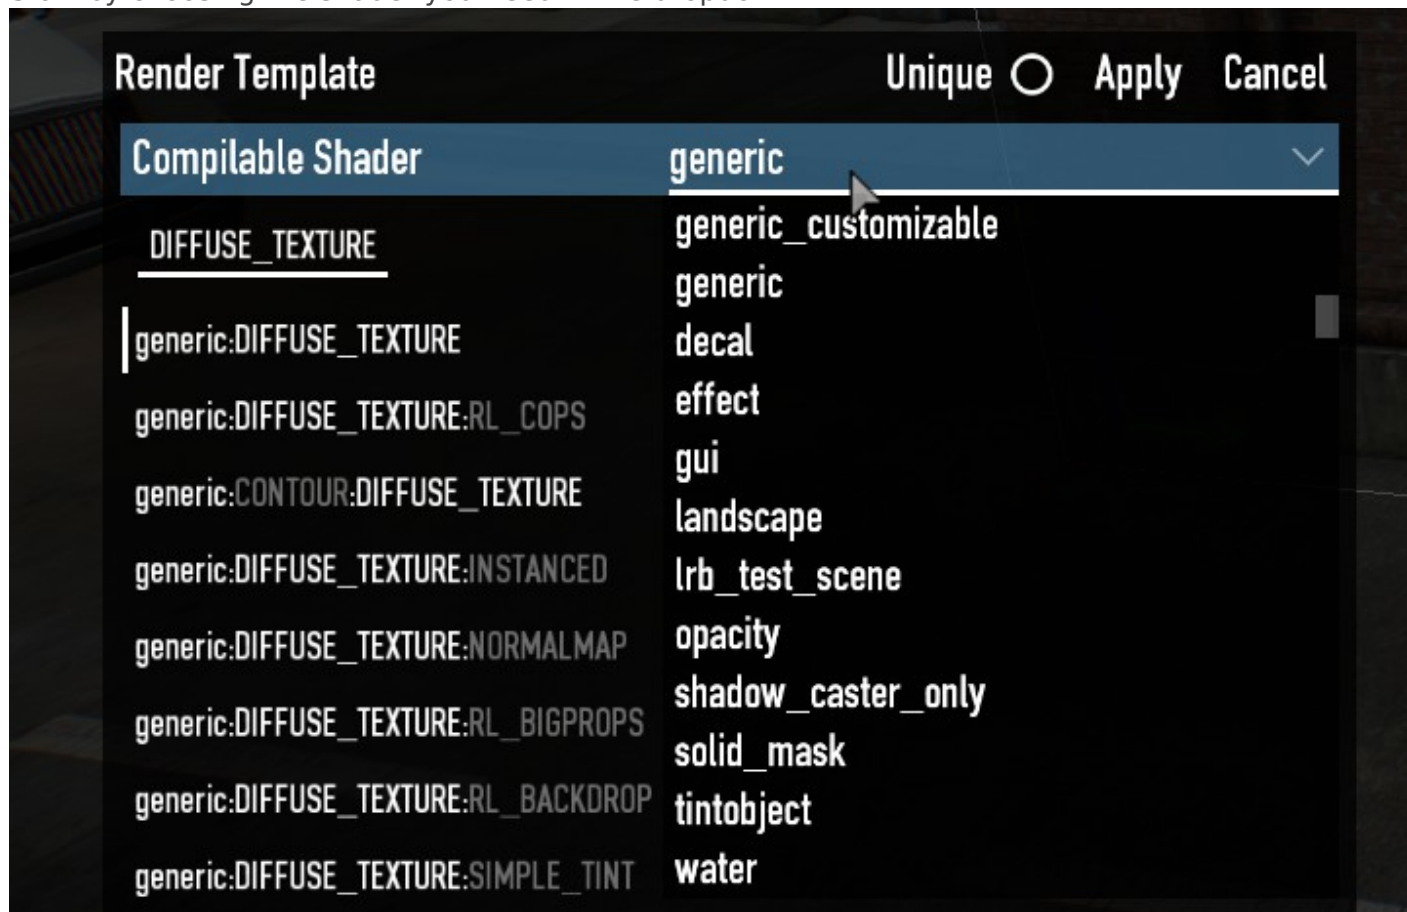 Render Template
Unique
Apply
Cancel
Compilable Shader
generic
DIFFUSE_TEXTURE
generic:DIFFUSE_TEXTURE
generic:DIFFUSE_TEXTURE:RL_COPS
generic:CONTOUR:DIFFUSE_TEXTURE
generic:DIFFUSE_TEXTURE:INSTANCED
generic:DIFFUSE_TEXTURE:NORMALMAP
generic:DIFFUSE_TEXTURE:RL_BIGPROPS
generic:DIFFUSE_TEXTURE:RL_BACKDROP
generic:DIFFUSE_TEXTURE:SIMPLE_TINT
generic_customizable
generic
decal
effect
gui
landscape
lrb_test_scene
opacity
shadow_caster_only
solid_mask
tintobject
water